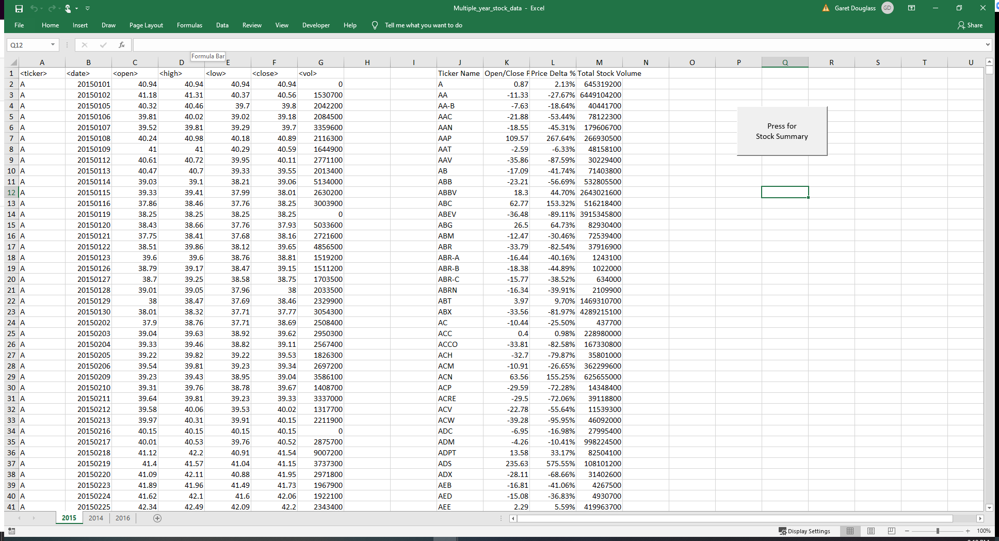 Multiple_year_stock_data - Excel
Garet Douglass GD
File Home Insert Draw Page Layout Formulas Data Review View Developer Help Tell me what you want to do Share
Q12 fx
Formula Bar
A B C D E F G H I J K L M N O P Q R S T U
1 <ticker> <date> <open> <high> <low> <close> <vol> Ticker Name Open/Close P Price Delta % Total Stock Volume
2 A 20150101 40.94 40.94 40.94 40.94 0 A 0.87 2.13% 645319200
3 A 20150102 41.18 41.31 40.37 40.56 1530700 AA -11.33 -27.67% 6449104200
4 A 20150105 40.32 40.46 39.7 39.8 2042200 AA-B -7.63 -18.64% 40441700
5 A 20150106 39.81 40.02 39.02 39.18 2084500 AAC -21.88 -53.44% 78122300
6 A 20150107 39.52 39.81 39.29 39.7 3359600 AAN -18.55 -45.31% 179606700
7 A 20150108 40.24 40.98 40.18 40.89 2116300 AAP 109.57 267.64% 266930500
8 A 20150109 41 41 40.29 40.59 1644900 AAT -2.59 -6.33% 48158100
9 A 20150112 40.61 40.72 39.95 40.11 2771100 AAV -35.86 -87.59% 30229400
10 A 20150113 40.47 40.7 39.33 39.55 2013400 AB -17.09 -41.74% 71403800
11 A 20150114 39.03 39.1 38.21 39.06 5134000 ABB -23.21 -56.69% 532805500
12 A 20150115 39.33 39.41 37.99 38.01 2630200 ABBV 18.3 44.70% 2643021600
13 A 20150116 37.86 38.46 37.76 38.25 3003900 ABC 62.77 153.32% 516218400
14 A 20150119 38.25 38.25 38.25 38.25 0 ABEV -36.48 -89.11% 3915345800
15 A 20150120 38.43 38.66 37.76 37.93 5033600 ABG 26.5 64.73% 82930400
16 A 20150121 37.75 38.41 37.68 38.16 2721600 ABM -12.47 -30.46% 72539400
17 A 20150122 38.51 39.86 38.12 39.65 4856500 ABR -33.79 -82.54% 37916900
18 A 20150123 39.6 39.6 38.76 38.81 1519200 ABR-A -16.44 -40.16% 1243100
19 A 20150126 38.79 39.17 38.47 39.15 1511200 ABR-B -18.38 -44.89% 1022000
20 A 20150127 38.7 39.25 38.58 38.75 1703500 ABR-C -15.77 -38.52% 634000
21 A 20150128 39.01 39.05 37.96 38 2033500 ABRN -16.34 -39.91% 2109900
22 A 20150129 38 38.47 37.69 38.46 2329900 ABT 3.97 9.70% 1469310700
23 A 20150130 38.01 38.32 37.71 37.77 3054300 ABX -33.56 -81.97% 4289215100
24 A 20150202 37.9 38.76 37.71 38.69 2508400 AC -10.44 -25.50% 437700
25 A 20150203 39.04 39.63 38.92 39.62 2950300 ACC 0.4 0.98% 228980000
26 A 20150204 39.33 39.46 38.82 39.11 2567400 ACCO -33.81 -82.58% 167330800
27 A 20150205 39.22 39.82 39.22 39.53 1826300 ACH -32.7 -79.87% 35801000
28 A 20150206 39.54 39.81 39.23 39.34 2697200 ACM -10.91 -26.65% 362299600
29 A 20150209 39.23 39.43 38.95 39.04 3586100 ACN 63.56 155.25% 625655000
30 A 20150210 39.31 39.76 38.78 39.67 1408700 ACP -29.59 -72.28% 14348400
31 A 20150211 39.64 39.81 39.23 39.33 3337000 ACRE -29.5 -72.06% 39118800
32 A 20150212 39.58 40.06 39.53 40.02 1317700 ACV -22.78 -55.64% 11539300
33 A 20150213 39.97 40.31 39.91 40.15 2211900 ACW -39.28 -95.95% 46092000
34 A 20150216 40.15 40.15 40.15 40.15 0 ADC -6.95 -16.98% 27995400
35 A 20150217 40.01 40.53 39.76 40.52 2875700 ADM -4.26 -10.41% 998224500
36 A 20150218 41.12 42.2 40.91 41.54 9007200 ADPT 13.58 33.17% 82504100
37 A 20150219 41.4 41.57 41.04 41.15 3737300 ADS 235.63 575.55% 108101200
38 A 20150220 41.09 42.11 40.88 41.95 2971800 ADX -28.11 -68.66% 31402600
39 A 20150223 41.89 41.96 41.49 41.73 1967900 AEB -16.81 -41.06% 4267500
40 A 20150224 41.62 42.1 41.6 42.06 1922100 AED -15.08 -36.83% 4930700
41 A 20150225 42.34 42.49 42.09 42.2 2343400 AEE 2.29 5.59% 419963700
Press for
Stock Summary
2015 2014 2016
Display Settings 100%